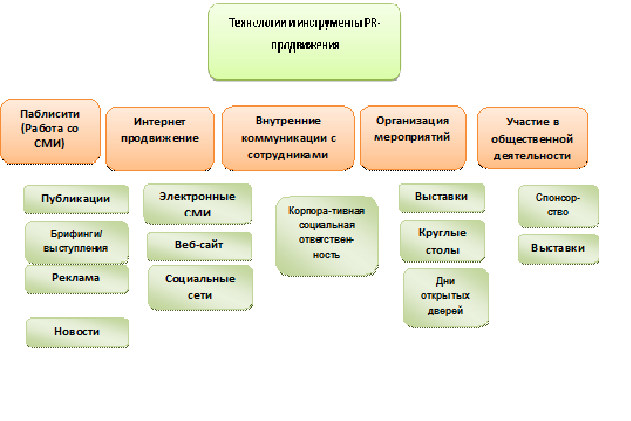 Технологии и инструменты PR-
продвижения
Паблисити
(Работа со
СМИ)
Интернет
продвижение
Внутренние
коммуникации с
сотрудниками
Организация
мероприятий
Участие в
общественной
деятельности
Публикации
Брифинги/
выступления
Реклама
Новости
Электронные
СМИ
Веб-сайт
Социальные
сети
Корпора-тивная
социальная
ответствен-
ность
Выставки
Круглые
столы
Дни
открытых
дверей
Спонсор-
ство
Выставки